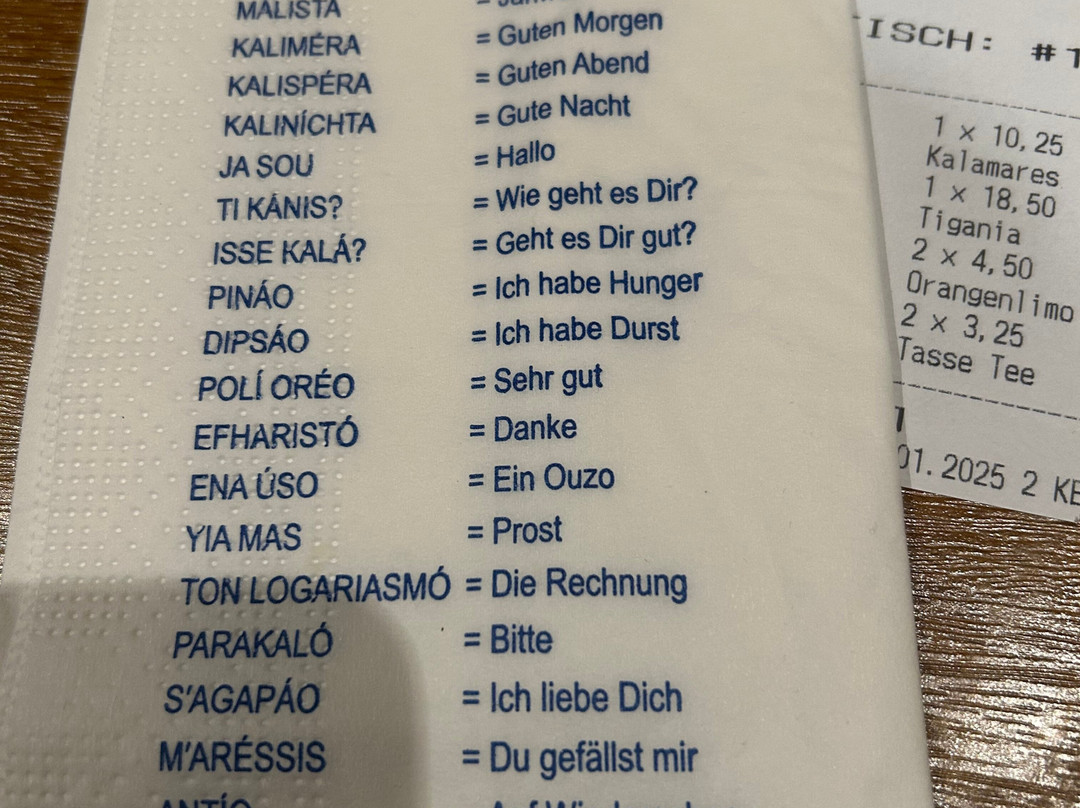 MÁLISTA
KALIMÉRA = Guten Morgen
KALISPÉRA = Guten Abend
KALINÍCHTA = Gute Nacht
JA SOU = Hallo
TI KÁNIS? = Wie geht es Dir?
ISSE KALÁ? = Geht es Dir gut?
PINÁO = Ich habe Hunger
DIPSÁO = Ich habe Durst
POLÍ ORÉO = Sehr gut
EFHARISTÓ = Danke
ENA ÚSO = Ein Ouzo
YIA MAS = Prost
TON LOGARIASMÓ = Die Rechnung
PARAKALÓ = Bitte
S'AGAPÁO = Ich liebe Dich
M'ARÉSSIS = Du gefällst mir
ANTÍO
ISCH: #1
1 x 10,25
Kalamares
1 x 18,50
Tigania
2 x 4,50
Orangenlimo
2 x 3,25
Tasse Tee
01.2025 2 KE